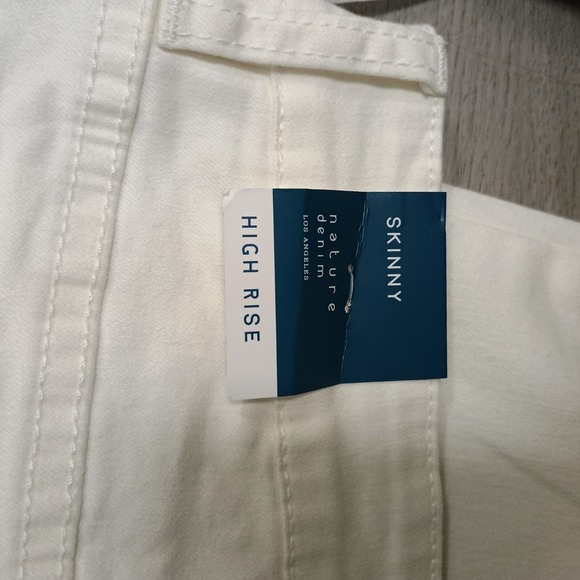 SKINNY
nature
denim
LOS ANGELES
HIGH RISE